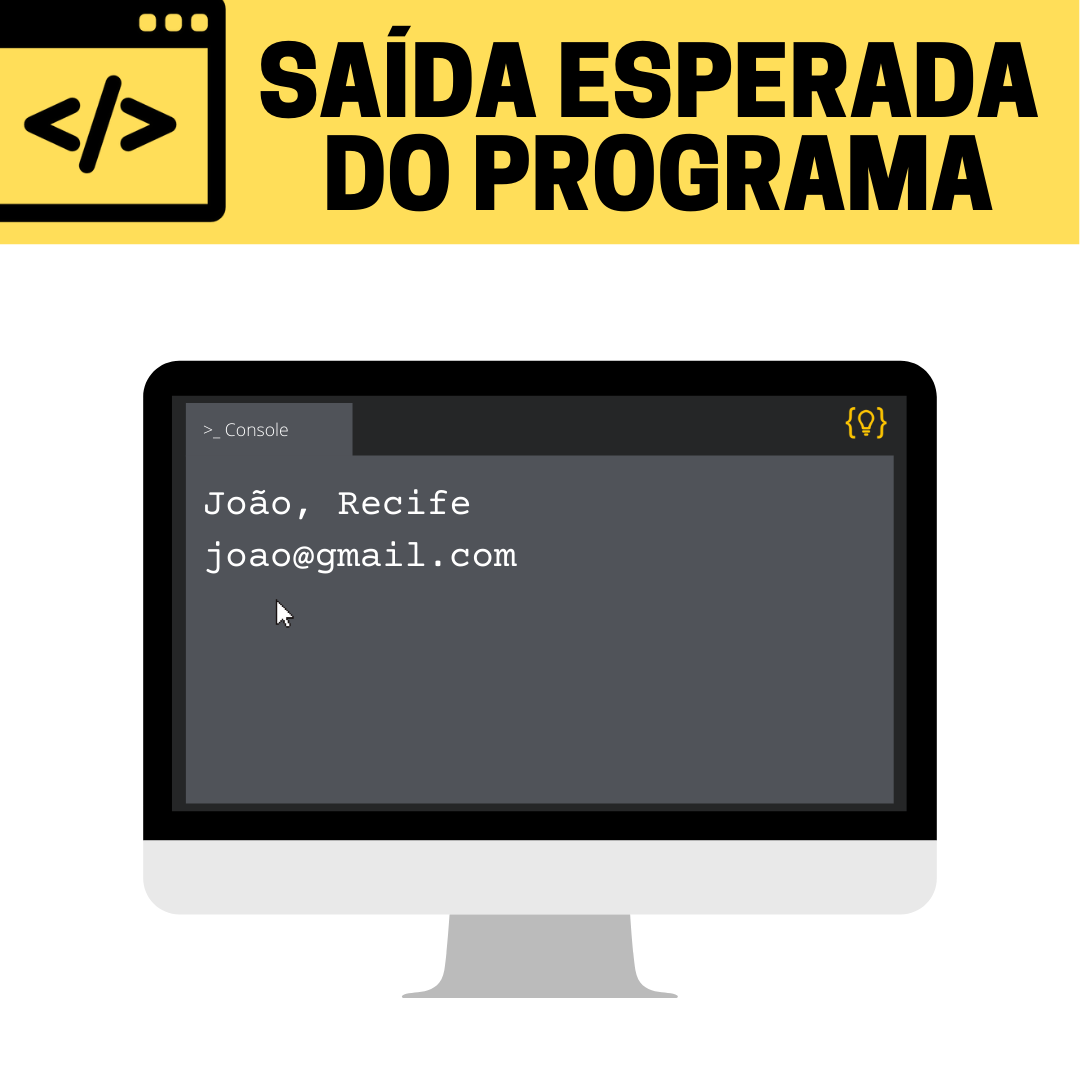 SAÍDA ESPERADA
DO PROGRAMA
</>
>_ Console
{}
João, Recife
joao@gmail.com